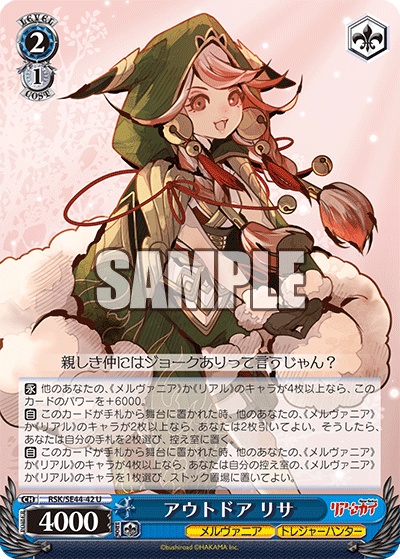 LEVEL
2
1
COST
SAMPLE
親しき仲にはジョークありって言うじゃん?
永 他のあなたの、《メルヴァニア》か《リアル》のキャラが4枚以上なら、この
カードのパワーを+6000。
自 このカードが手札から舞台に置かれた時、他のあなたの、《メルヴァニア》
か《リアル》のキャラが2枚以上なら、あなたは2枚引いてよい。そうしたら、
あなたは自分の手札を2枚選び、控え室に置く。
自 このカードが手札から舞台に置かれた時、他のあなたの、《メルヴァニア》
か《リアル》のキャラが4枚以上なら、あなたは自分の控え室の《メルヴァニア》
か《リアル》のキャラを2枚選び、ストック置場に置く。
CH RSK/SE44-42 U
アウトドア リサ
POWER
4000
メルヴァニア
トレジャーハンター
©bushiroad ©HAKAMA Inc.